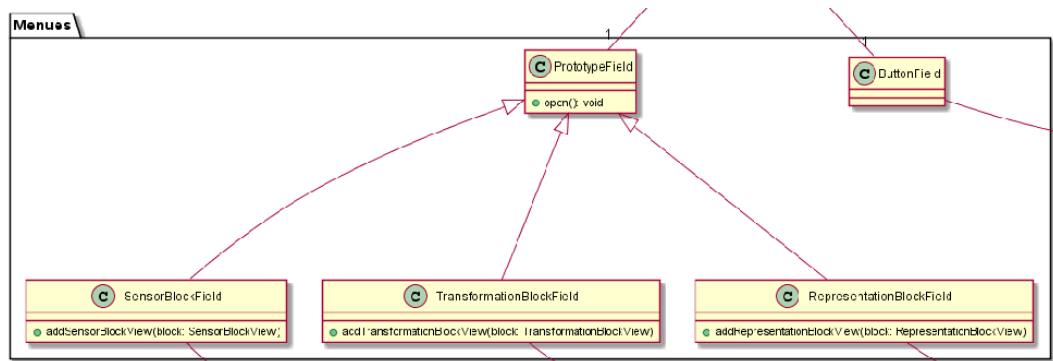 Menues
1
1
C PrototypeField
C ButtonField
open(): void
C SensorBlockField
C TransformationBlockField
C RepresentationBlockField
addSensorBlockView(block: SensorBlockView)
addTransformationBlockView(block: TransformationBlockView)
addRepresentationBlockView(block: RepresentationBlockView)